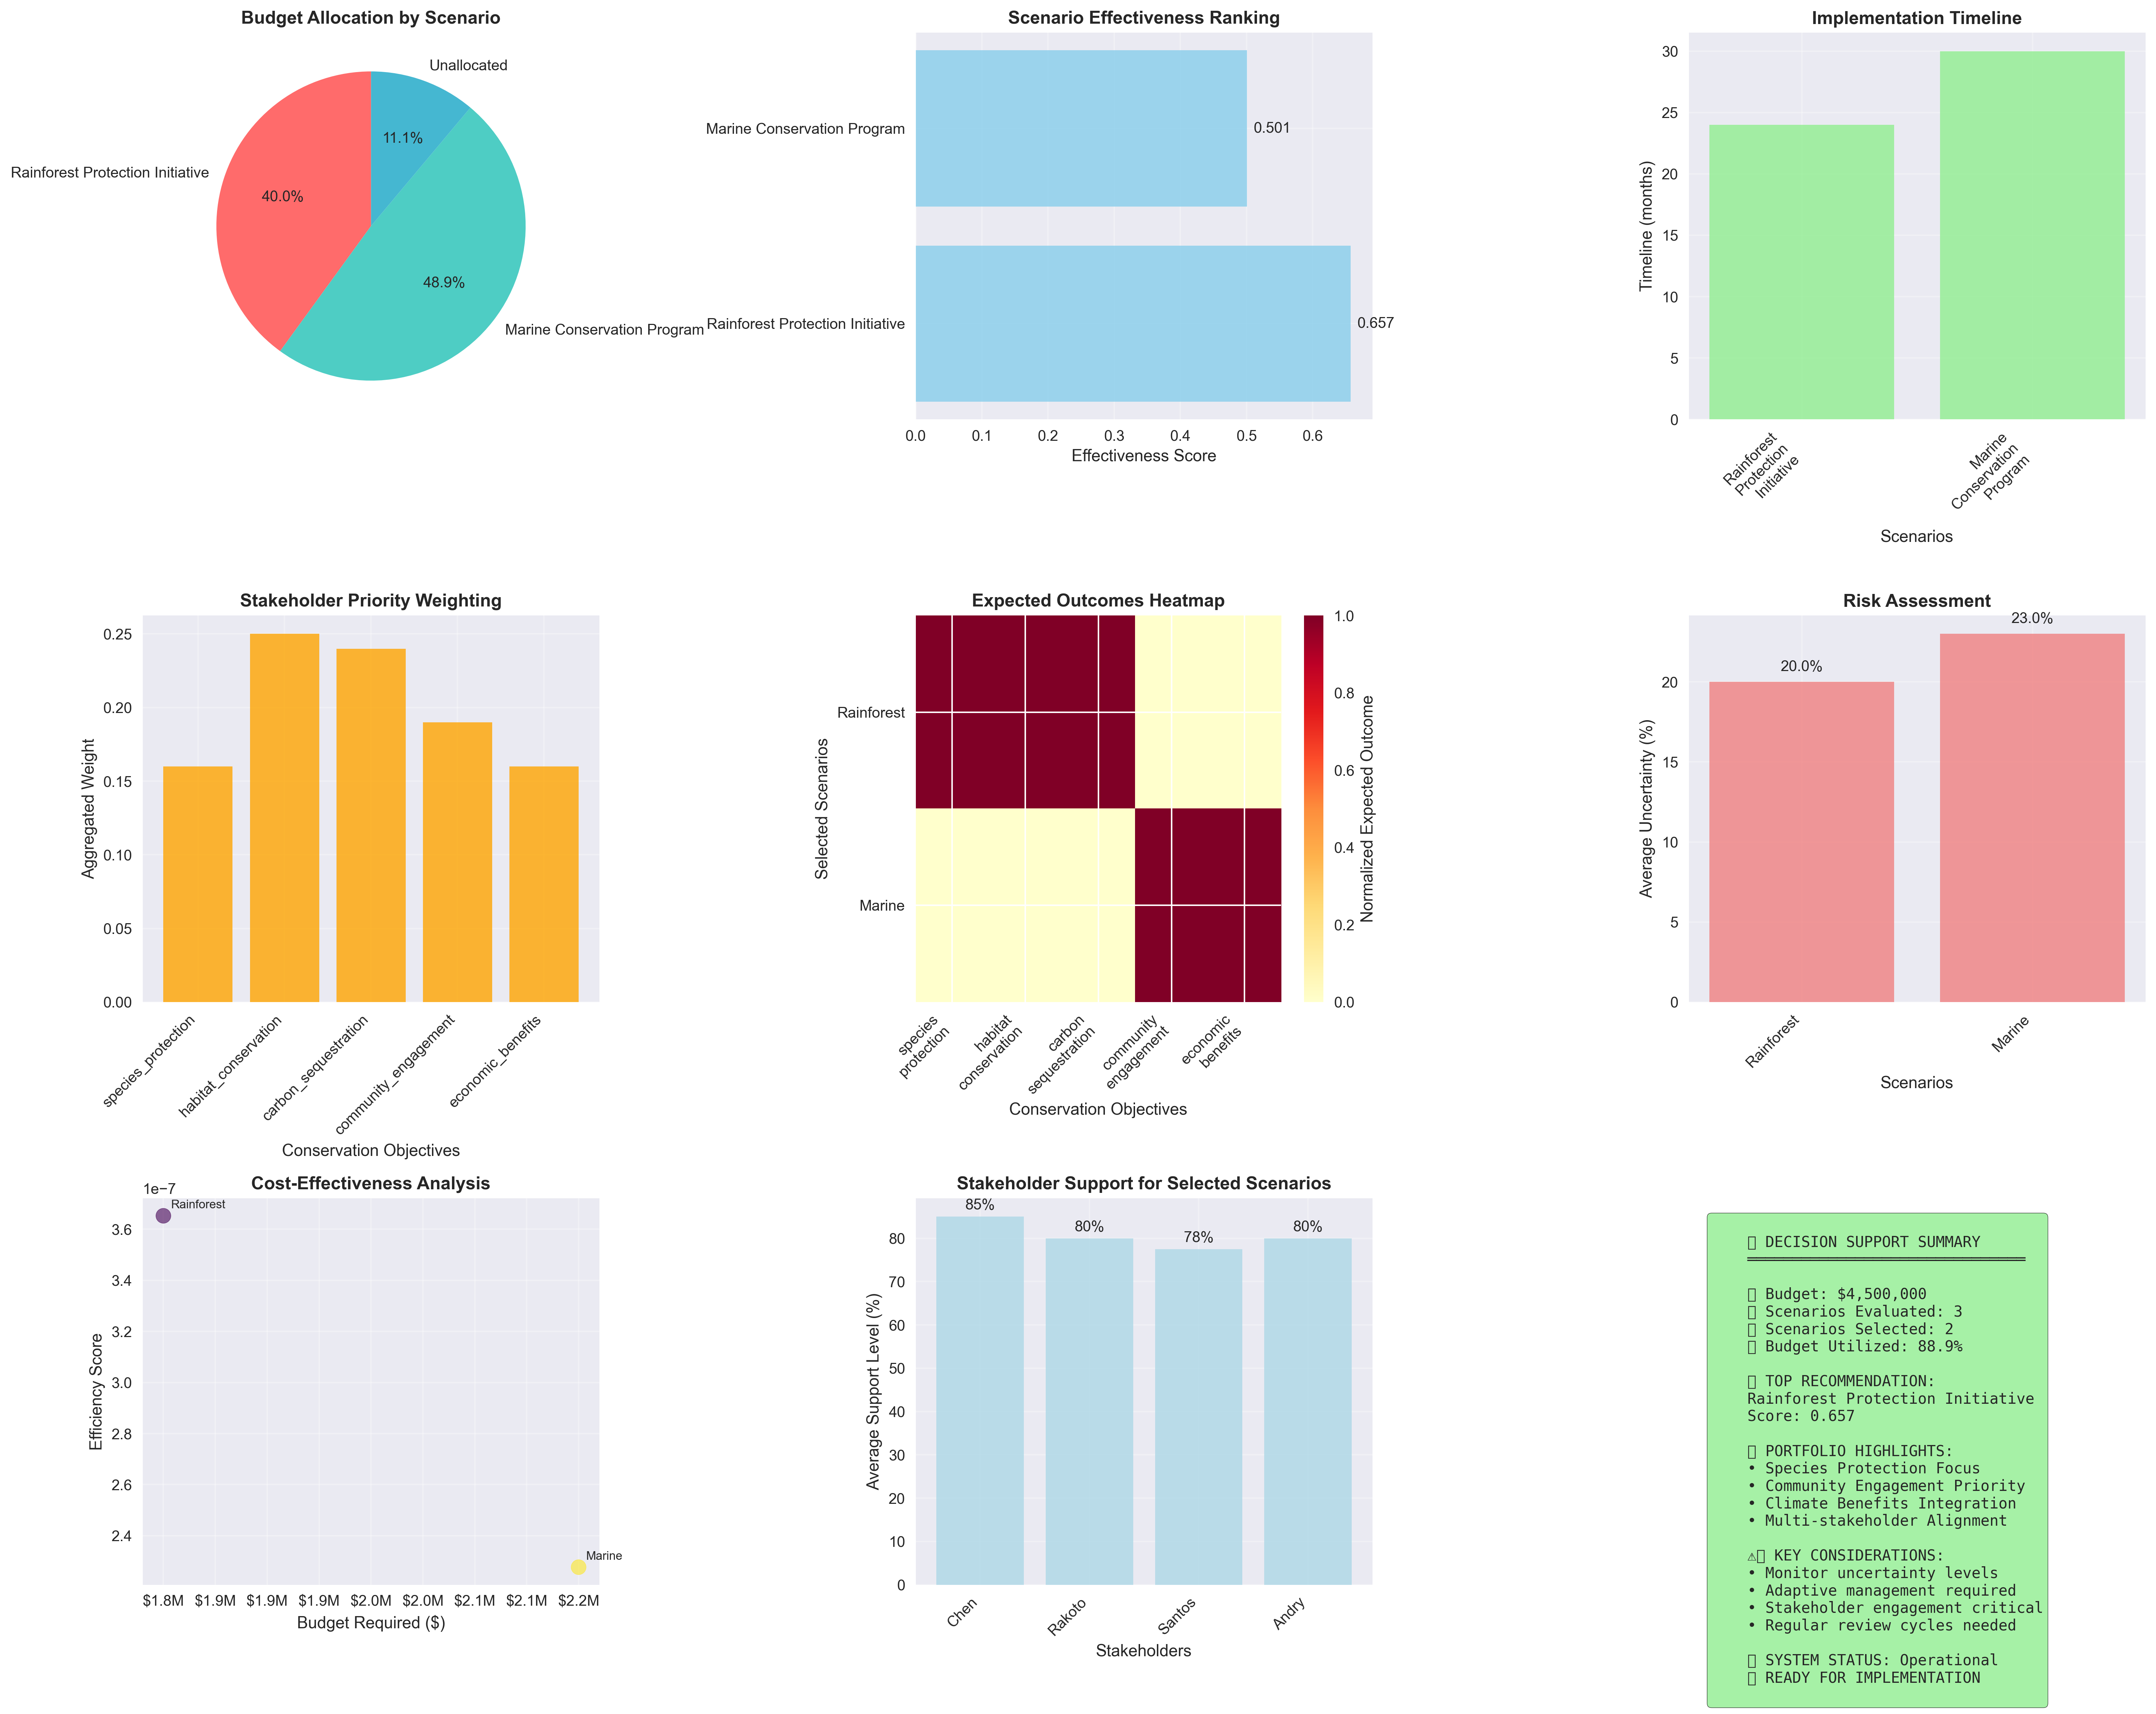 Budget Allocation by Scenario
Unallocated
11.1%
Rainforest Protection Initiative
40.0%
48.9%
Marine Conservation Program
Scenario Effectiveness Ranking
Marine Conservation Program
0.501
Rainforest Protection Initiative
0.657
0.0 0.1 0.2 0.3 0.4 0.5 0.6
Effectiveness Score
Implementation Timeline
Timeline (months)
30
25
20
15
10
5
0
Rainforest
Protection
Initiative
Marine
Conservation
Program
Scenarios
Stakeholder Priority Weighting
Aggregated Weight
0.25
0.20
0.15
0.10
0.05
0.00
species_protection
habitat_conservation
carbon_sequestration
community_engagement
economic_benefits
Conservation Objectives
Expected Outcomes Heatmap
Selected Scenarios
Rainforest
Marine
species
protection
habitat
conservation
carbon
sequestration
community
engagement
economic
benefits
Conservation Objectives
1.0
0.8
0.6
0.4
0.2
0.0
Normalized Expected Outcome
Risk Assessment
Average Uncertainty (%)
20
15
10
5
0
20.0%
23.0%
Rainforest
Marine
Scenarios
Cost-Effectiveness Analysis
1e−7
Efficiency Score
3.6
3.4
3.2
3.0
2.8
2.6
2.4
Rainforest
Marine
$1.8M $1.9M $1.9M $1.9M $2.0M $2.0M $2.1M $2.1M $2.2M
Budget Required ($)
Stakeholder Support for Selected Scenarios
Average Support Level (%)
80
70
60
50
40
30
20
10
0
85%
80%
78%
80%
Chen
Rakoto
Santos
Andry
Stakeholders
DECISION SUPPORT SUMMARY
Budget: $4,500,000
Scenarios Evaluated: 3
Scenarios Selected: 2
Budget Utilized: 88.9%
TOP RECOMMENDATION:
Rainforest Protection Initiative
Score: 0.657
PORTFOLIO HIGHLIGHTS:
• Species Protection Focus
• Community Engagement Priority
• Climate Benefits Integration
• Multi-stakeholder Alignment
⚠ KEY CONSIDERATIONS:
• Monitor uncertainty levels
• Adaptive management required
• Stakeholder engagement critical
• Regular review cycles needed
SYSTEM STATUS: Operational
READY FOR IMPLEMENTATION